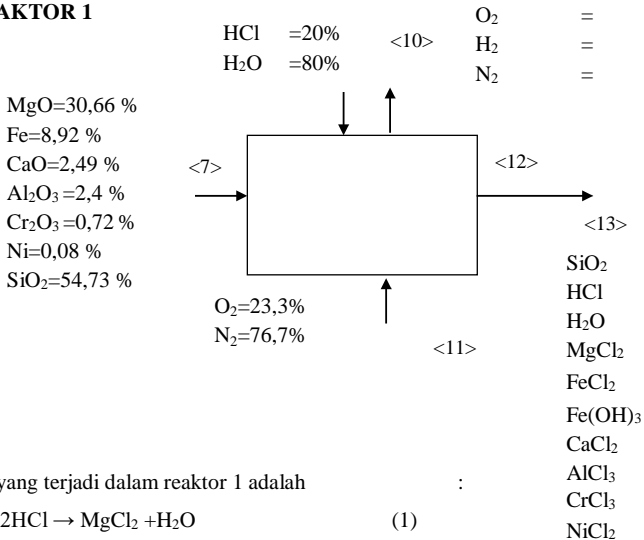 AKTOR 1
HCl =20%
H₂O =80%
<10>
O₂ =
H₂ =
N₂ =
MgO=30,66 %
Fe=8,92 %
CaO=2,49 %
Al₂O₃ =2,4 %
Cr₂O₃ =0,72 %
Ni=0,08 %
SiO₂=54,73 %
<7>
<12>
<13>
O₂=23,3%
N₂=76,7%
<11>
SiO₂
HCl
H₂O
MgCl₂
FeCl₂
Fe(OH)₃
CaCl₂
AlCl₃
CrCl₃
NiCl₂
yang terjadi dalam reaktor 1 adalah :
2HCl → MgCl₂ +H₂O (1)